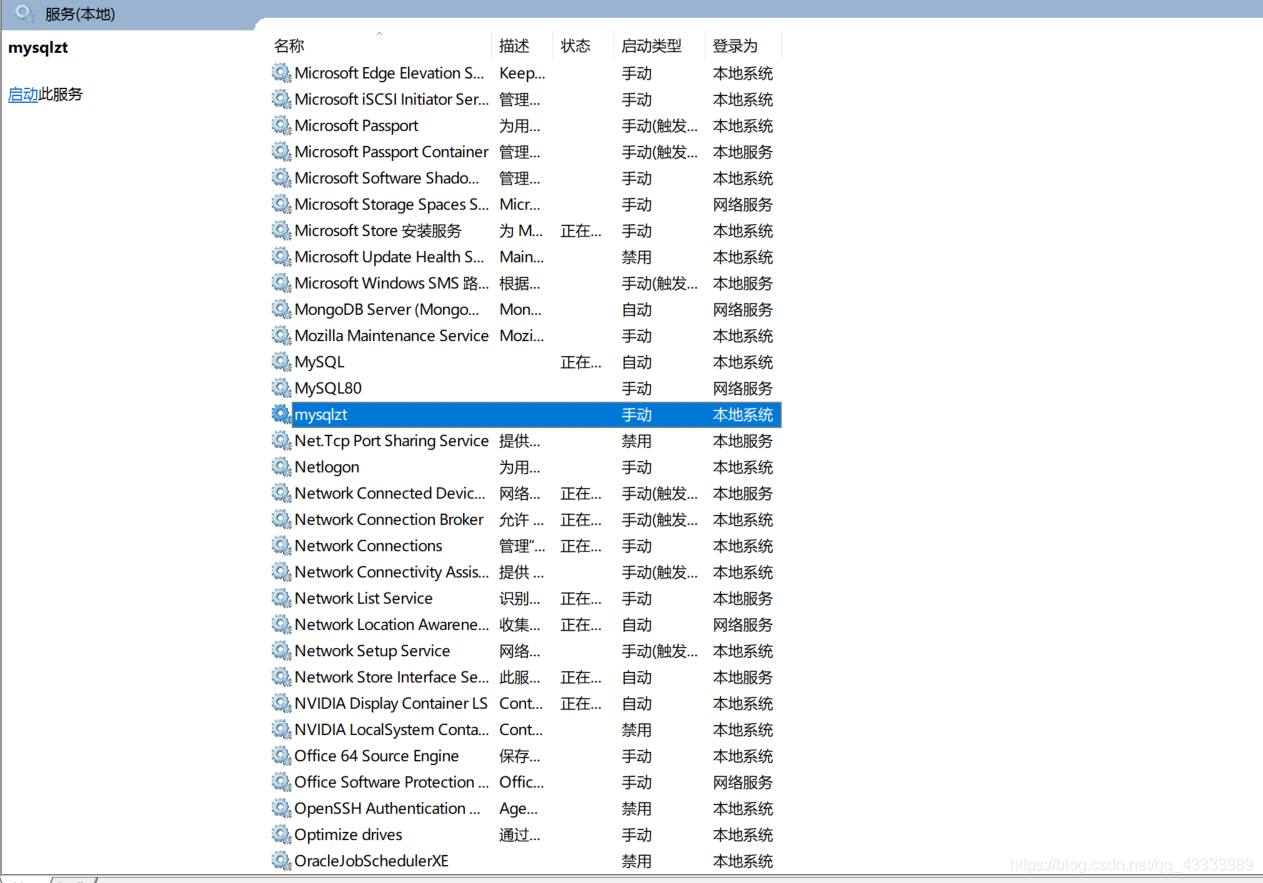 服务(本地)
mysqlzt
启动此服务
名称 描述 状态 启动类型 登录为
Microsoft Edge Elevation S... Keep... 手动 本地系统
Microsoft iSCSI Initiator Ser... 管理... 手动 本地系统
Microsoft Passport 为用... 手动(触发... 本地系统
Microsoft Passport Container 管理... 手动(触发... 本地服务
Microsoft Software Shado... 管理... 手动 本地系统
Microsoft Storage Spaces S... Micr... 手动 网络服务
Microsoft Store 安装服务 为 M... 正在... 手动 本地系统
Microsoft Update Health S... Main... 禁用 本地系统
Microsoft Windows SMS 路... 根据... 手动(触发... 本地服务
MongoDB Server (Mongo... Mon... 自动 网络服务
Mozilla Maintenance Service Mozi... 手动 本地系统
MySQL 正在... 自动 本地系统
MySQL80 手动 网络服务
mysqlzt 手动 本地系统
Net.Tcp Port Sharing Service 提供... 禁用 本地服务
Netlogon 为用... 手动 本地系统
Network Connected Devic... 网络... 正在... 手动(触发... 本地服务
Network Connection Broker 允许 ... 正在... 手动(触发... 本地系统
Network Connections 管理“... 正在... 手动 本地系统
Network Connectivity Assis... 提供 ... 手动(触发... 本地系统
Network List Service 识别... 正在... 手动 本地服务
Network Location Awarene... 收集... 正在... 自动 网络服务
Network Setup Service 网络... 手动(触发... 本地系统
Network Store Interface Se... 此服... 正在... 自动 本地服务
NVIDIA Display Container LS Cont... 正在... 自动 本地系统
NVIDIA LocalSystem Conta... Cont... 禁用 本地系统
Office 64 Source Engine 保存... 手动 本地系统
Office Software Protection ... Offic... 手动 网络服务
OpenSSH Authentication ... Age... 禁用 本地系统
Optimize drives 通过... 手动 本地系统
OracleJobSchedulerXE 禁用 本地系统
https://blog.csdn.net/qq_43333989